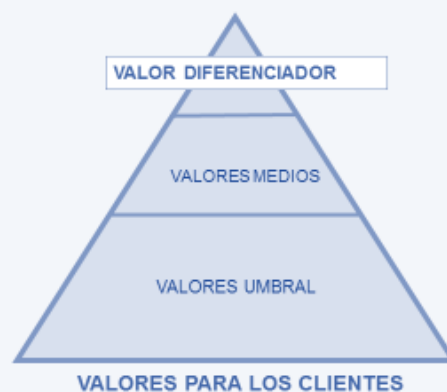 VALOR DIFERENCIADOR
VALORES MEDIOS
VALORES UMBRAL
VALORES PARA LOS CLIENTES